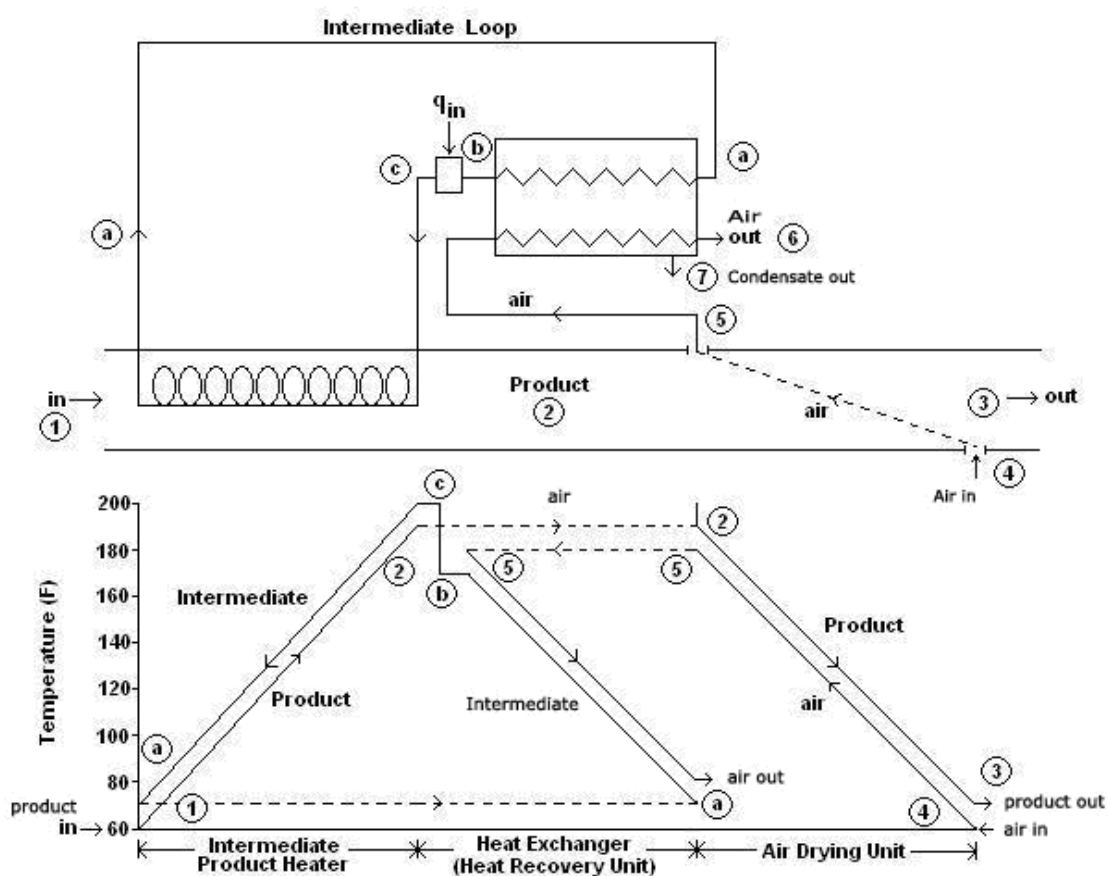 Intermediate Loop
q in
b
c
a
a
Air
out
6
7
Condensate out
air
5
Product
2
in
1
air
3
out
4
Air in
200
180
160
140
120
100
80
60
Temperature (F)
c
air
2
2
5
5
b
Intermediate
Product
Product
Intermediate
air
a
air out
3
product
in
1
a
4
product out
air in
Intermediate
Product Heater
Heat Exchanger
(Heat Recovery Unit)
Air Drying Unit